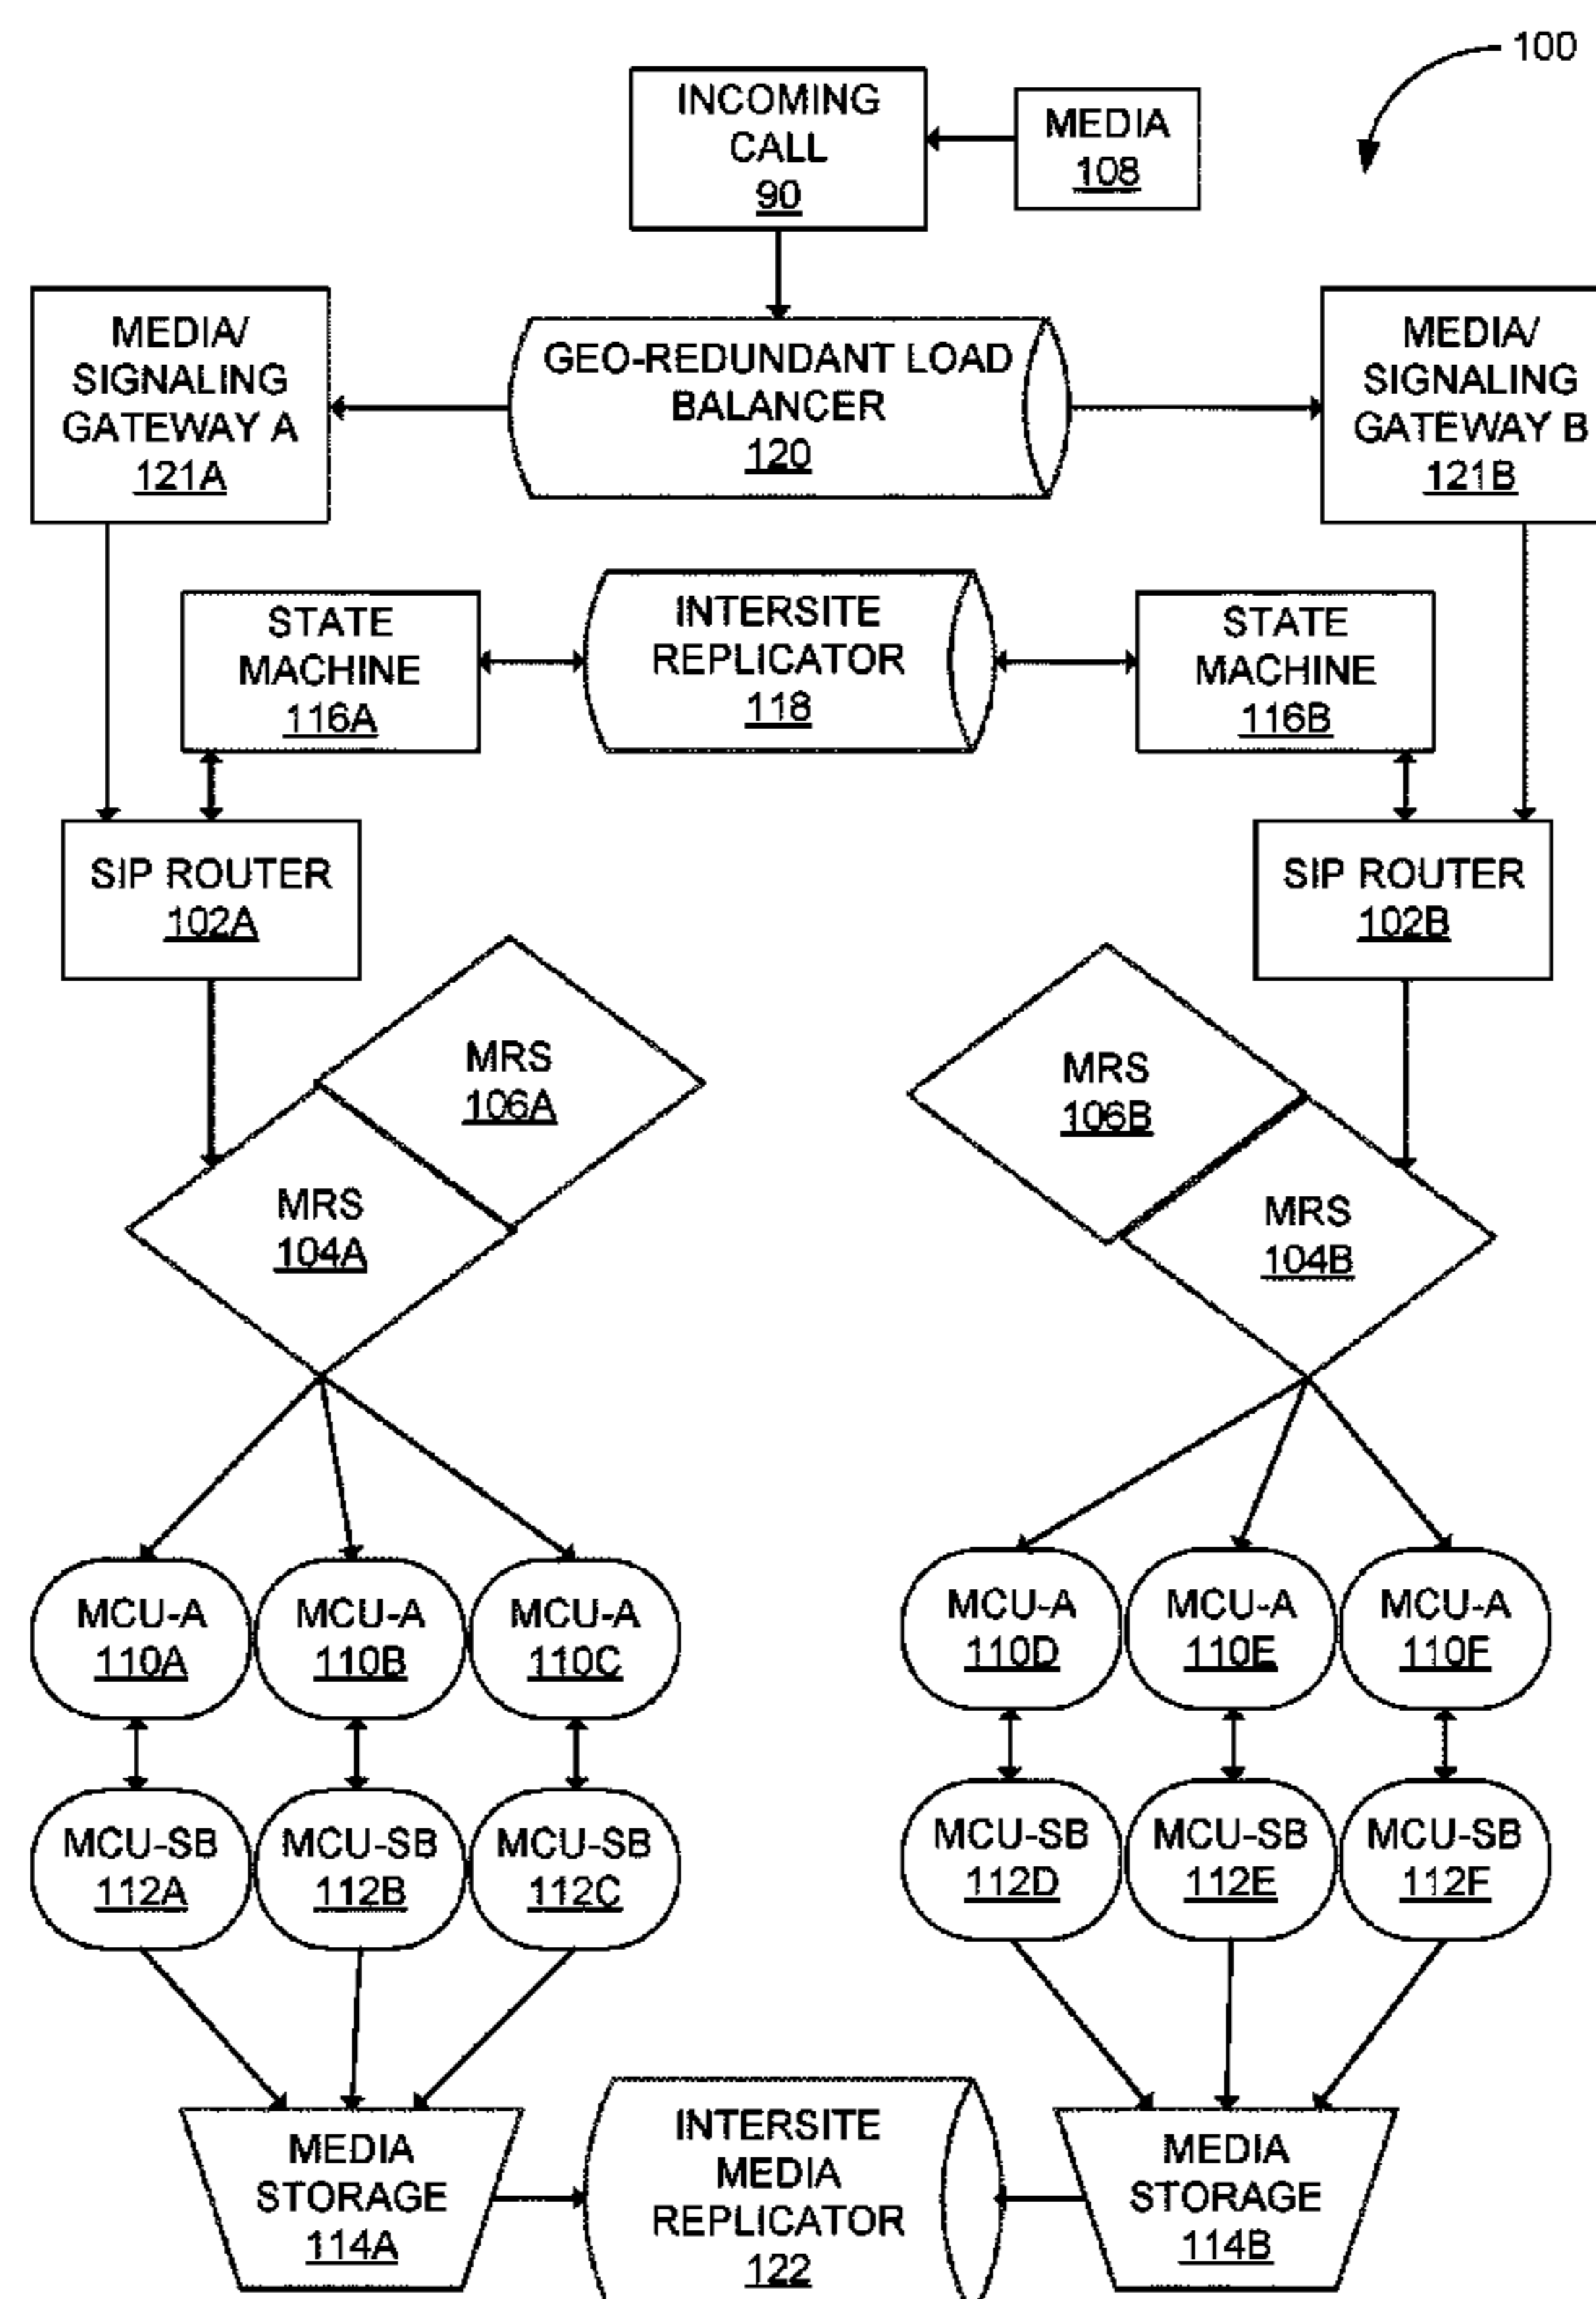 100
INCOMING
CALL
90
MEDIA
108
MEDIA/
SIGNALING
GATEWAY A
121A
GEO-REDUNDANT LOAD
BALANCER
120
MEDIA/
SIGNALING
GATEWAY B
121B
STATE
MACHINE
116A
INTERSITE
REPLICATOR
118
STATE
MACHINE
116B
SIP ROUTER
102A
SIP ROUTER
102B
MRS
106A
MRS
106B
MRS
104A
MRS
104B
MCU-A
110A
MCU-A
110B
MCU-A
110C
MCU-A
110D
MCU-A
110E
MCU-A
110F
MCU-SB
112A
MCU-SB
112B
MCU-SB
112C
MCU-SB
112D
MCU-SB
112E
MCU-SB
112F
MEDIA
STORAGE
114A
INTERSITE
MEDIA
REPLICATOR
122
MEDIA
STORAGE
114B